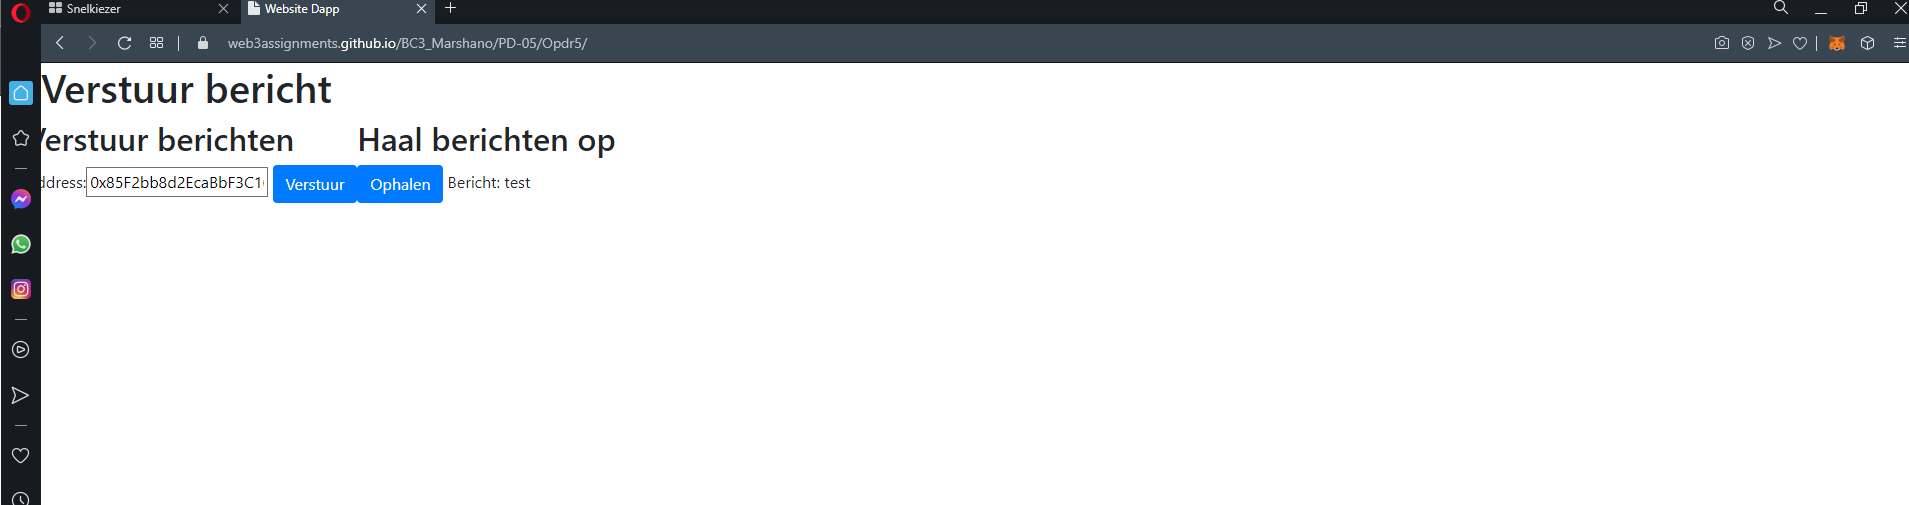 Snelkiezer
Website Dapp
web3assignments.github.io/BC3_Marshano/PD-05/Opdr5/
Verstuur bericht
Verstuur berichten
Haal berichten op
ddress: 0x85F2bb8d2EcaBbF3C1 Verstuur Ophalen Bericht: test